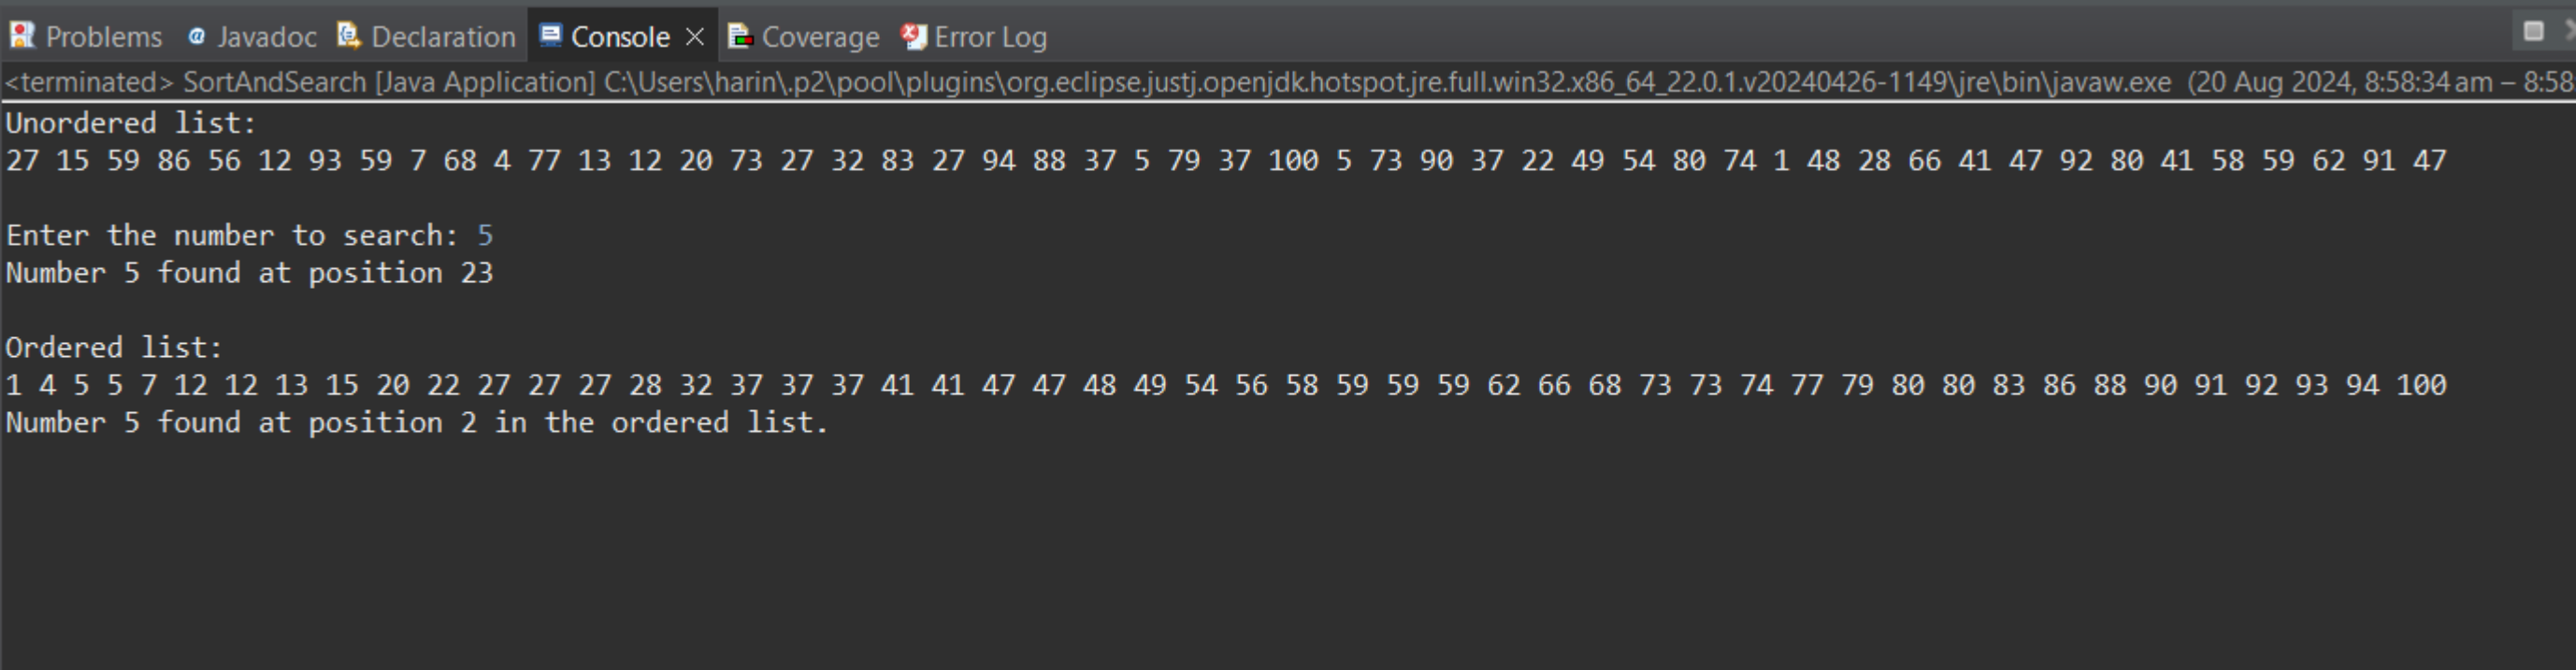 Problems Javadoc Declaration Console Coverage Error Log
<terminated> SortAndSearch [Java Application] C:\Users\harin\.p2\pool\plugins\org.eclipse.justj.openjdk.hotspot.jre.full.win32.x86_64_22.0.1.v20240426-1149\jre\bin\javaw.exe (20 Aug 2024, 8:58:34 am – 8:58
Unordered list:
27 15 59 86 56 12 93 59 7 68 4 77 13 12 20 73 27 32 83 27 94 88 37 5 79 37 100 5 73 90 37 22 49 54 80 74 1 48 28 66 41 47 92 80 41 58 59 62 91 47
Enter the number to search: 5
Number 5 found at position 23
Ordered list:
1 4 5 5 7 12 12 13 15 20 22 27 27 27 28 32 37 37 37 41 41 47 47 48 49 54 56 58 59 59 59 62 66 68 73 73 74 77 79 80 80 83 86 88 90 91 92 93 94 100
Number 5 found at position 2 in the ordered list.